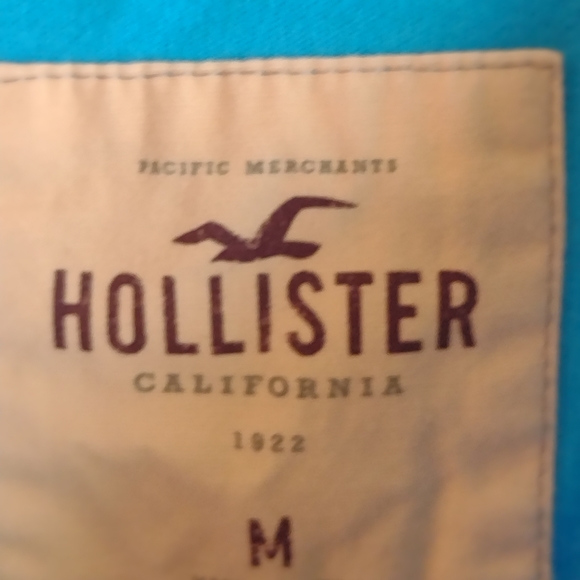 PACIFIC MERCHANTS
HOLLISTER
CALIFORNIA
1922
M